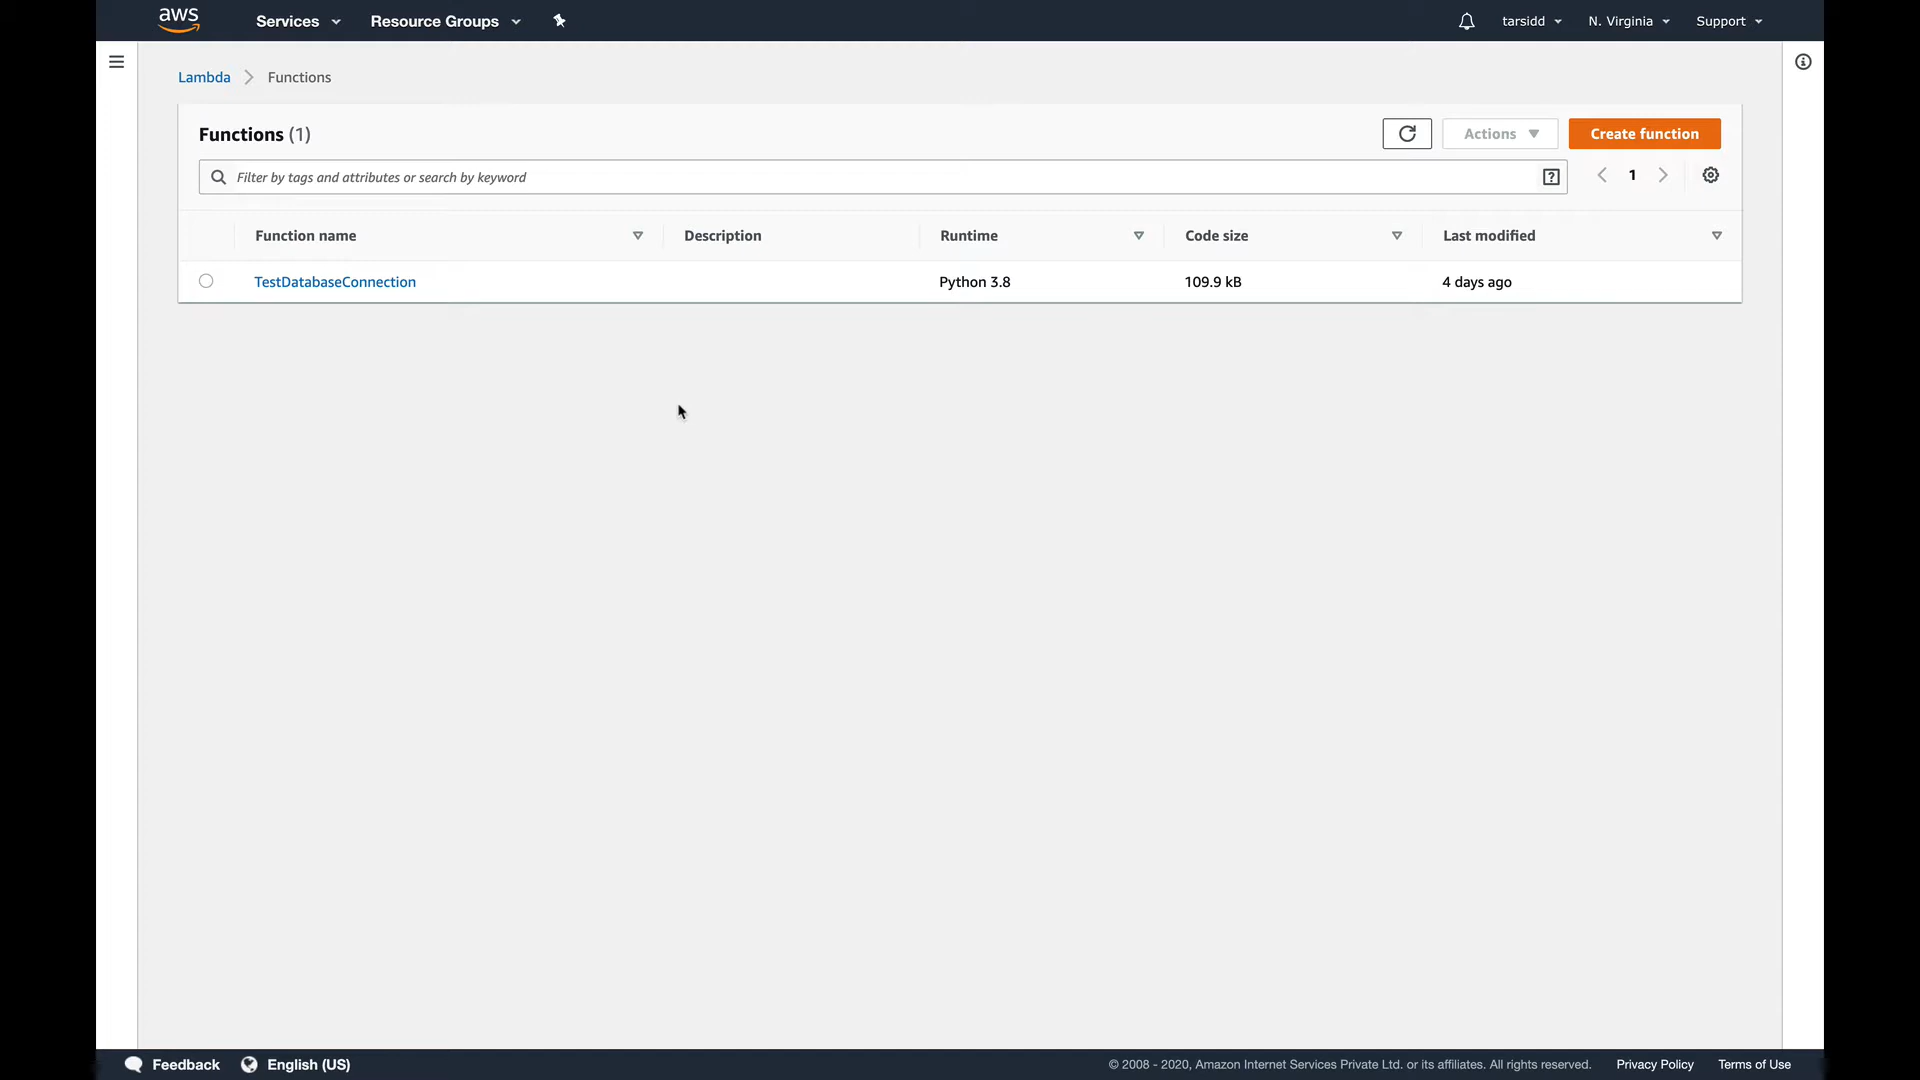 aws Services Resource Groups tarsidd N. Virginia Support
Lambda Functions
Functions (1) Actions Create function
Filter by tags and attributes or search by keyword ? 1
Function name Description Runtime Code size Last modified
TestDatabaseConnection Python 3.8 109.9 kB 4 days ago
Feedback English (US) © 2008 - 2020, Amazon Internet Services Private Ltd. or its affiliates. All rights reserved. Privacy Policy Terms of Use